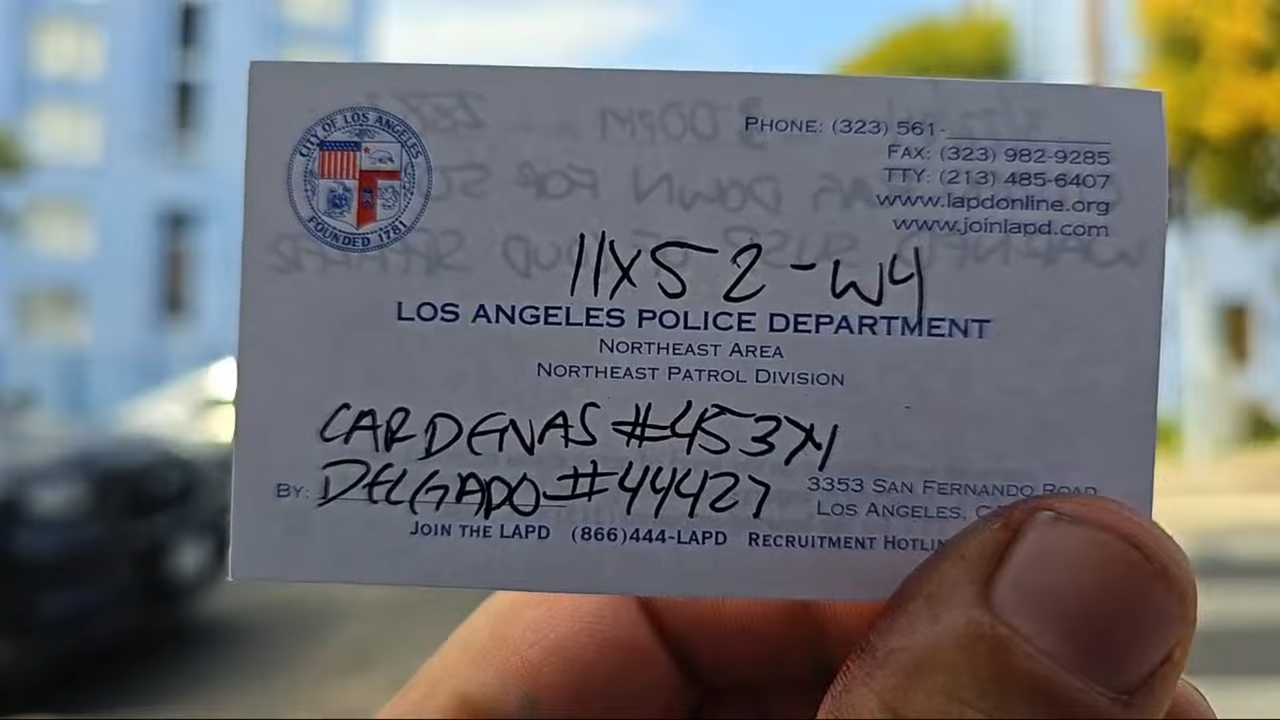 CITY OF LOS ANGELES
FOUNDED 1781
PHONE: (323) 561-
FAX: (323) 982-9285
TTY: (213) 485-6407
www.lapdonline.org
www.joinlapd.com
11X52-W4
LOS ANGELES POLICE DEPARTMENT
NORTHEAST AREA
NORTHEAST PATROL DIVISION
CARDENAS #
BY: DELGADO #44427
3353 SAN FERNANDO ROAD
LOS ANGELES,
JOIN THE LAPD (866)444-LAPD RECRUITMENT